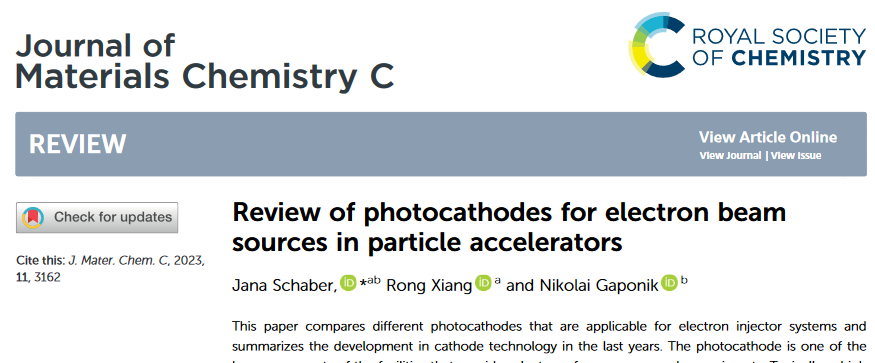 Journal of
Materials Chemistry C
ROYAL SOCIETY
OF CHEMISTRY
REVIEW
View Article Online
View Journal | View Issue
Check for updates
Cite this: J. Mater. Chem. C, 2023,
11, 3162
Review of photocathodes for electron beam
sources in particle accelerators
Jana Schaber, iD *ab Rong Xiang iD a and Nikolai Gaponik iD b
This paper compares different photocathodes that are applicable for electron injector systems and
summarizes the development in cathode technology in the last years. The photocathode is one of the